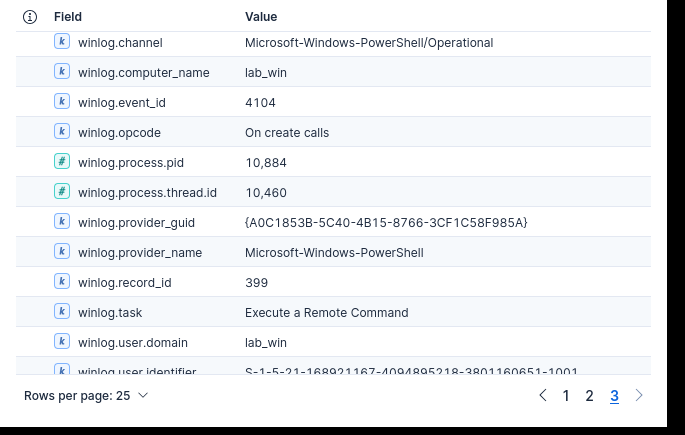 Field Value
k winlog.channel Microsoft-Windows-PowerShell/Operational
k winlog.computer_name lab_win
k winlog.event_id 4104
k winlog.opcode On create calls
# winlog.process.pid 10,884
# winlog.process.thread.id 10,460
k winlog.provider_guid {A0C1853B-5C40-4B15-8766-3CF1C58F985A}
k winlog.provider_name Microsoft-Windows-PowerShell
k winlog.record_id 399
k winlog.task Execute a Remote Command
k winlog.user.domain lab_win
k winlog.user.identifier S-1-5-21-168921167-4094895218-3801160651-1001
Rows per page: 25 1 2 3